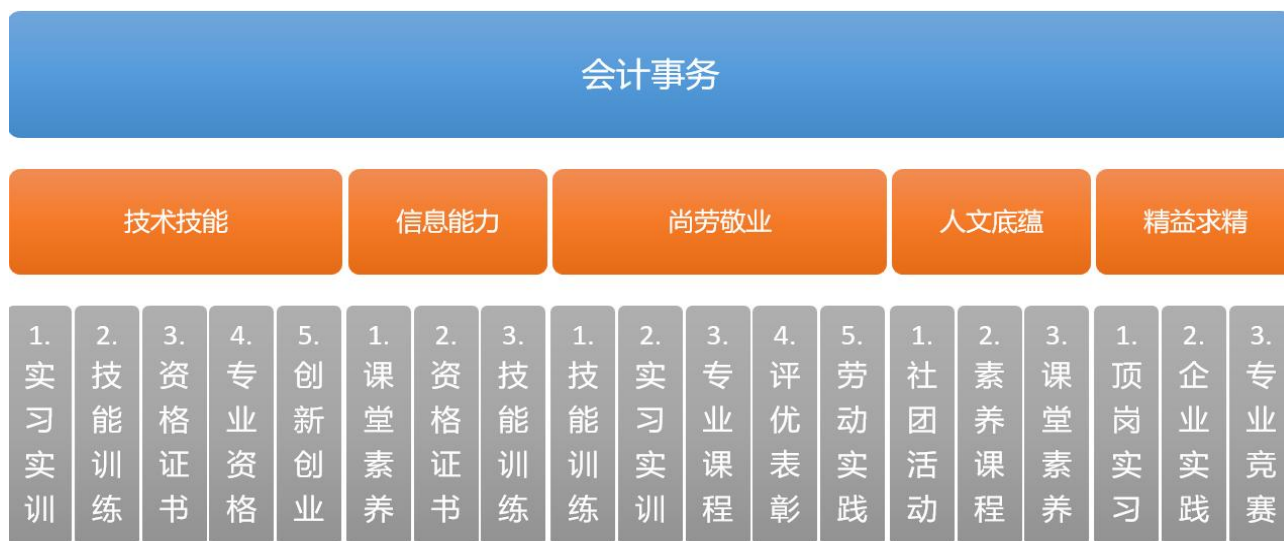 会计事务
技术技能
信息能力
尚劳敬业
人文底蕴
精益求精
1.实习实训
2.技能训练
3.资格证书
4.专业资格
5.创新创业
1.课堂素养
2.资格证书
3.技能训练
1.技能训练
2.实习实训
3.专业课程
4.评优表彰
5.劳动实践
1.社团活动
2.素养课程
3.课堂素养
1.顶岗实习
2.企业实践
3.专业竞赛